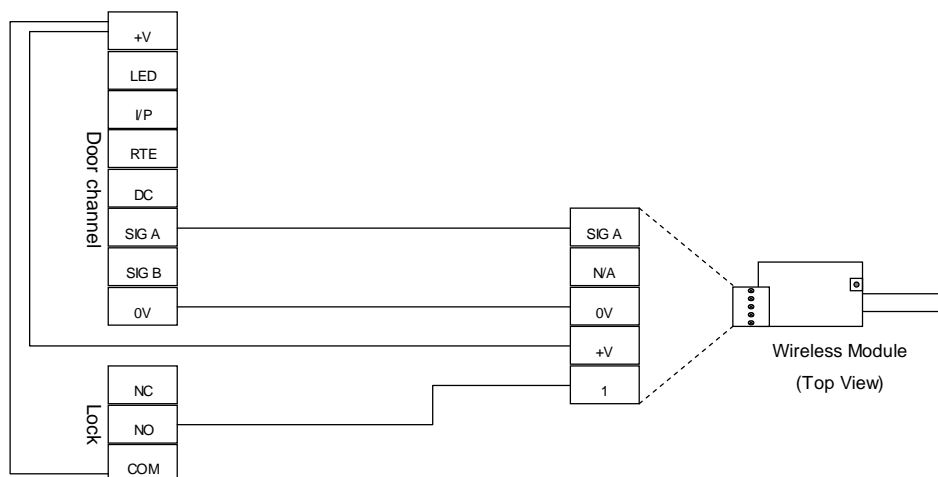 +V
LED
I/P
RTE
DC
SIG A
SIG B
0V
Door channel
NC
NO
COM
Lock
SIG A
N/A
0V
+V
1
Wireless Module
(Top View)